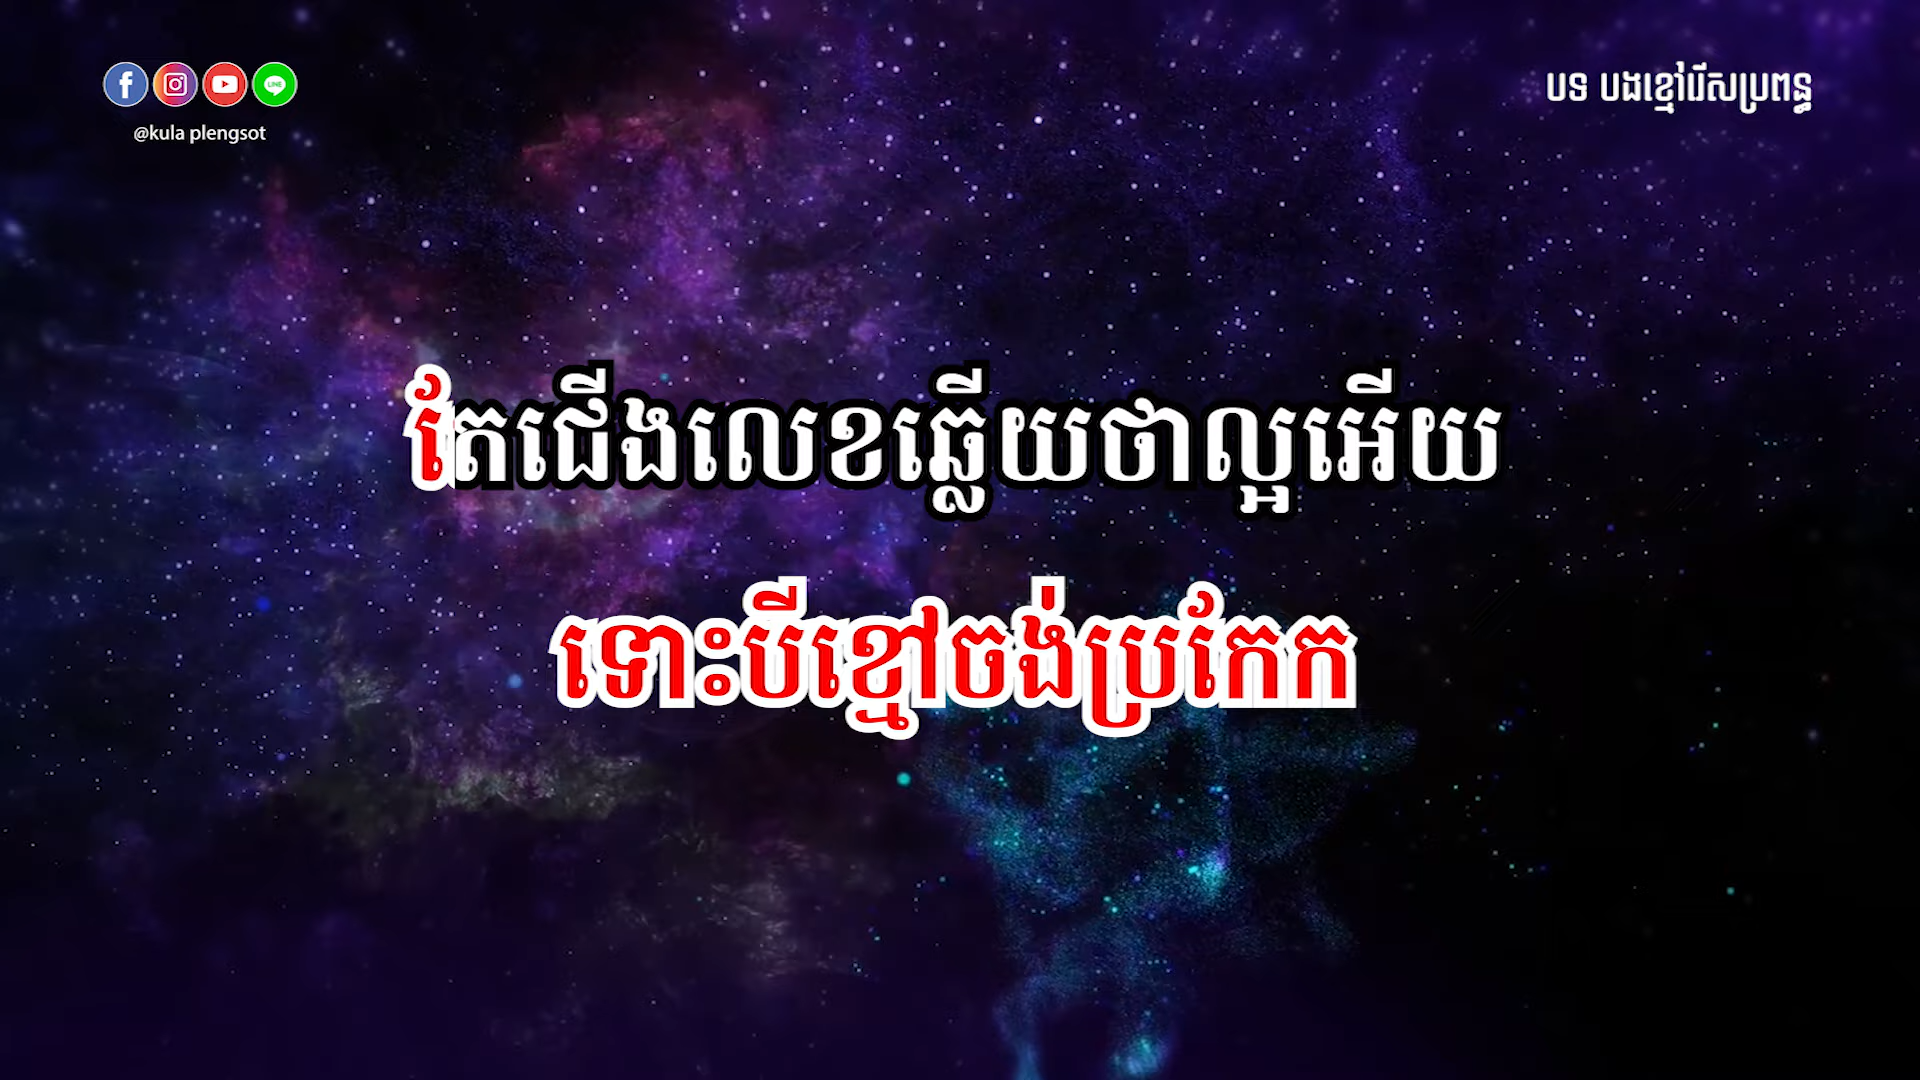 @kula plengsot
បទ បងខ្មៅរើសប្រពន្ធ
តែជើងលេខឆ្លើយថាល្អអើយ
ទោះបីខ្មៅចង់ប្រកែក